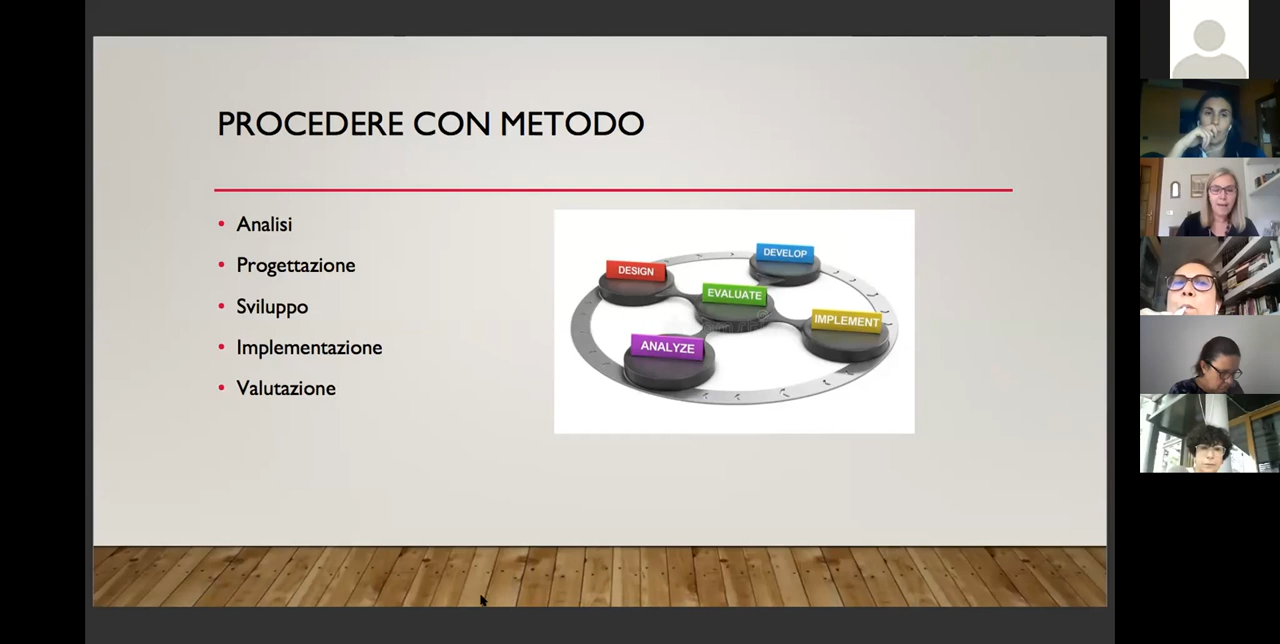 PROCEDERE CON METODO
Analisi
Progettazione
Sviluppo
Implementazione
Valutazione
DEVELOP
DESIGN
EVALUATE
IMPLEMENT
ANALYZE